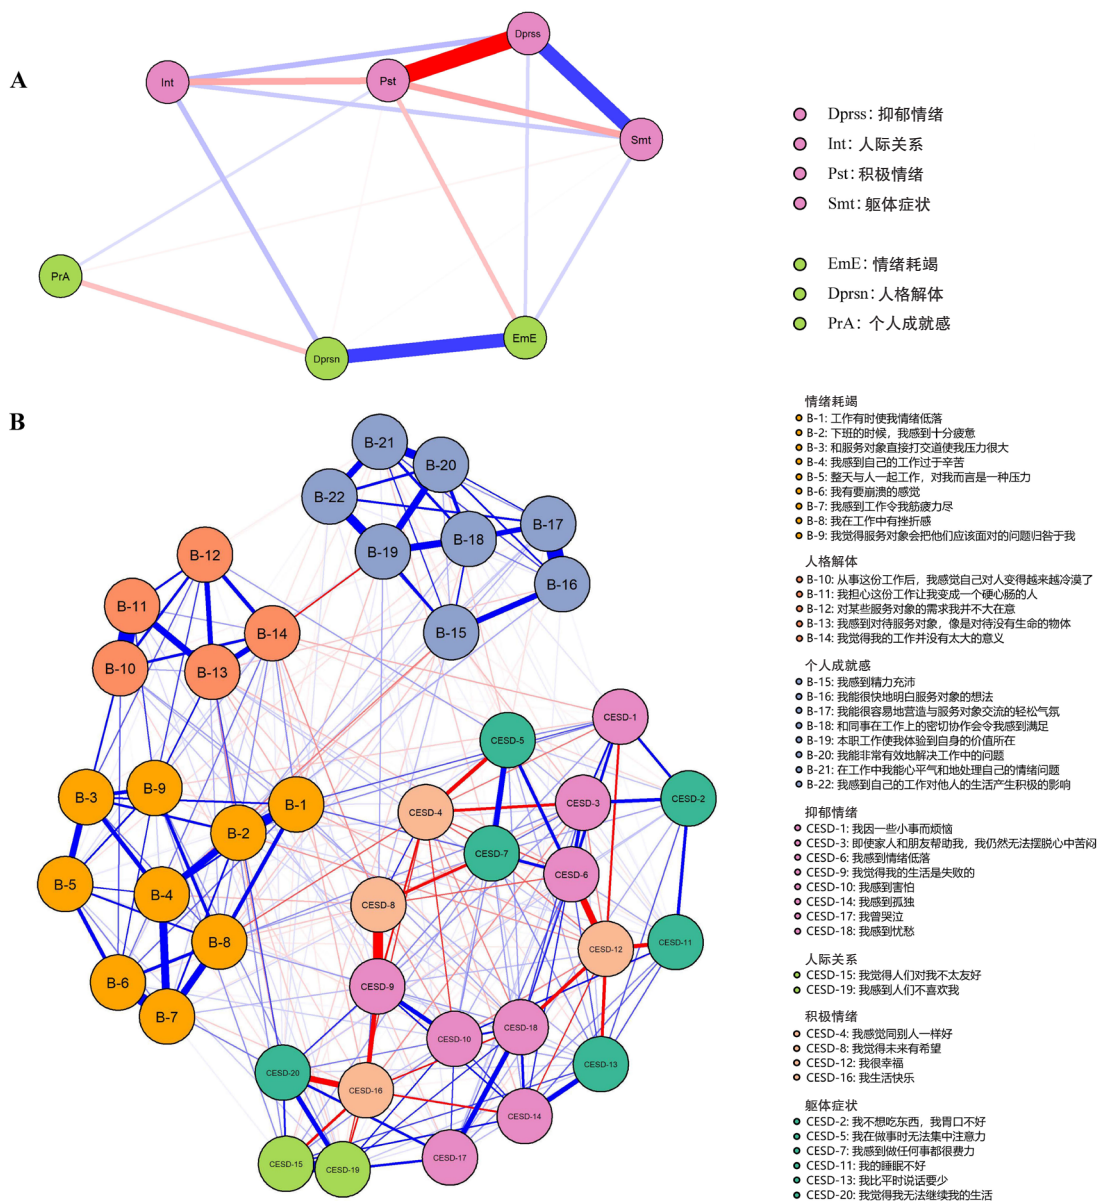 A
Dprss
Int
Pst
Smt
PrA
Dprsn
EmE
Dprss: 抑郁情绪
Int: 人际关系
Pst: 积极情绪
Smt: 躯体症状
EmE: 情绪耗竭
Dprsn: 人格解体
PrA: 个人成就感
B
B-21
B-20
B-22
B-17
B-18
B-19
B-16
B-15
B-12
B-11
B-14
B-10
B-13
B-9
B-3
B-1
B-2
B-5
B-4
B-8
B-6
B-7
CESD-1
CESD-5
CESD-2
CESD-3
CESD-4
CESD-7
CESD-6
CESD-8
CESD-12
CESD-11
CESD-9
CESD-18
CESD-10
CESD-13
CESD-20
CESD-16
CESD-14
CESD-17
CESD-15
CESD-19
情绪耗竭
B-1: 工作有时使我情绪低落
B-2: 下班的时候，我感到十分疲惫
B-3: 和服务对象直接打交道使我压力很大
B-4: 我感到自己的工作过于辛苦
B-5: 整天与人一起工作，对我而言是一种压力
B-6: 我有要崩溃的感觉
B-7: 我感到工作令我筋疲力尽
B-8: 我在工作中有挫折感
B-9: 我觉得服务对象会把他们应该面对的问题归咎于我
人格解体
B-10: 从事这份工作后，我感觉自己对人变得越来越冷漠了
B-11: 我担心这份工作让我变成一个硬心肠的人
B-12: 对某些服务对象的需求我并不大在意
B-13: 我感到对待服务对象，像是对待没有生命的物体
B-14: 我觉得我的工作并没有太大的意义
个人成就感
B-15: 我感到精力充沛
B-16: 我能很快地明白服务对象的想法
B-17: 我能很容易地营造与服务对象交流的轻松气氛
B-18: 和同事在工作上的密切协作会令我感到满足
B-19: 本职工作使我体验到自身的价值所在
B-20: 我能非常有效地解决工作中的问题
B-21: 在工作中我能心平气和地处理自己的情绪问题
B-22: 我感到自己的工作对他人的生活产生积极的影响
抑郁情绪
CESD-1: 我因一些小事而烦恼
CESD-3: 即使家人和朋友帮助我，我仍然无法摆脱心中苦闷
CESD-6: 我感到情绪低落
CESD-9: 我觉得我的生活是失败的
CESD-10: 我感到害怕
CESD-14: 我感到孤独
CESD-17: 我曾哭泣
CESD-18: 我感到忧愁
人际关系
CESD-15: 我觉得人们对我不太友好
CESD-19: 我感到人们不喜欢我
积极情绪
CESD-4: 我感觉同别人一样好
CESD-8: 我觉得未来有希望
CESD-12: 我很幸福
CESD-16: 我生活快乐
躯体症状
CESD-2: 我不想吃东西，我胃口不好
CESD-5: 我在做事时无法集中注意力
CESD-7: 我感到做任何事都很费力
CESD-11: 我的睡眠不好
CESD-13: 我比平时说话要少
CESD-20: 我觉得我无法继续我的生活